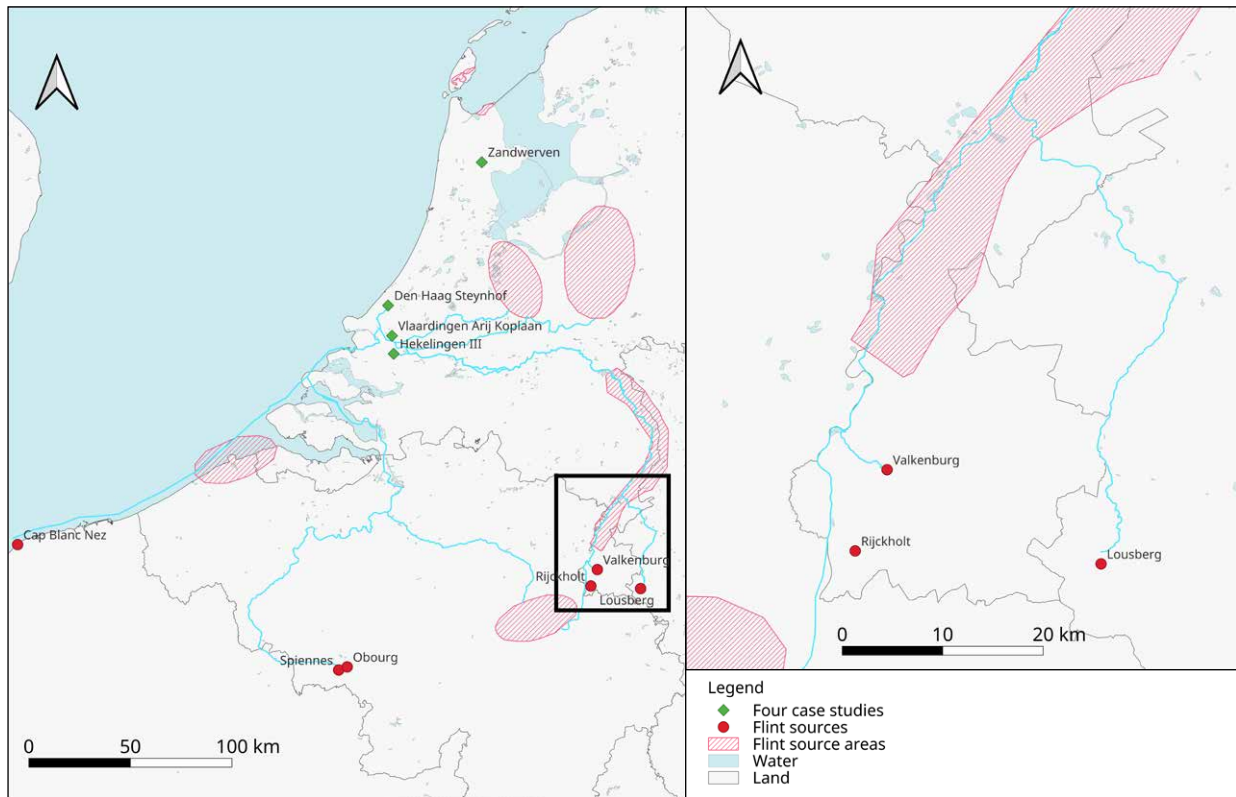 Zandwerven
Den Haag Steynhof
Vlaardingen Arij Koplaan
Hekelingen III
Cap Blanc Nez
Valkenburg
Rijckholt
Lousberg
Spiennes
Obourg
0 50 100 km
Valkenburg
Rijckholt
Lousberg
0 10 20 km
Legend
Four case studies
Flint sources
Flint source areas
Water
Land